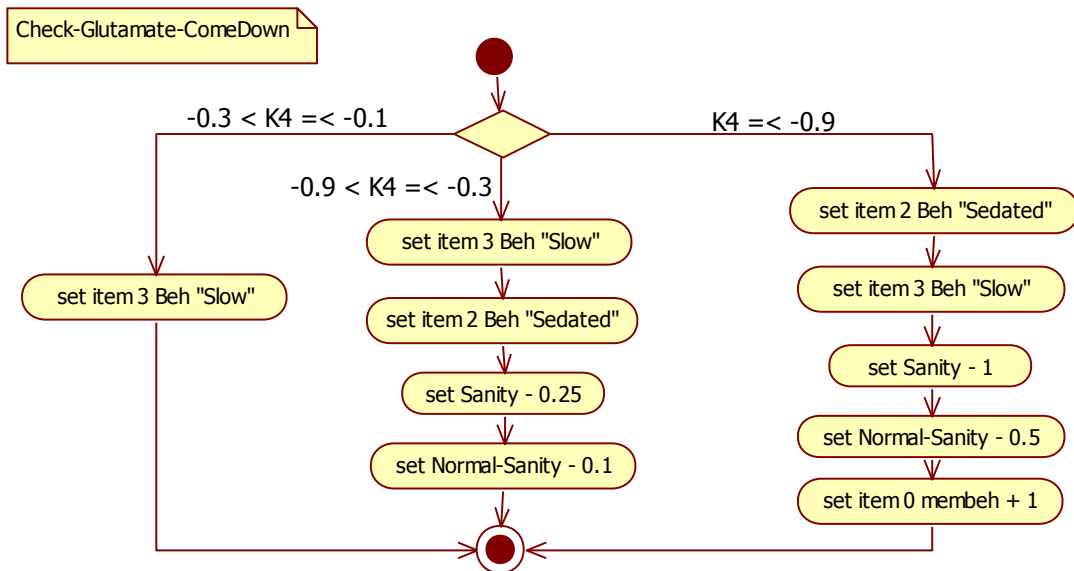 Check-Glutamate-ComeDown
-0.3 < K4 =< -0.1
K4 =< -0.9
-0.9 < K4 =< -0.3
set item 3 Beh "Slow"
set item 3 Beh "Slow"
set item 2 Beh "Sedated"
set Sanity - 0.25
set Normal-Sanity - 0.1
set item 2 Beh "Sedated"
set item 3 Beh "Slow"
set Sanity - 1
set Normal-Sanity - 0.5
set item 0 membeh + 1